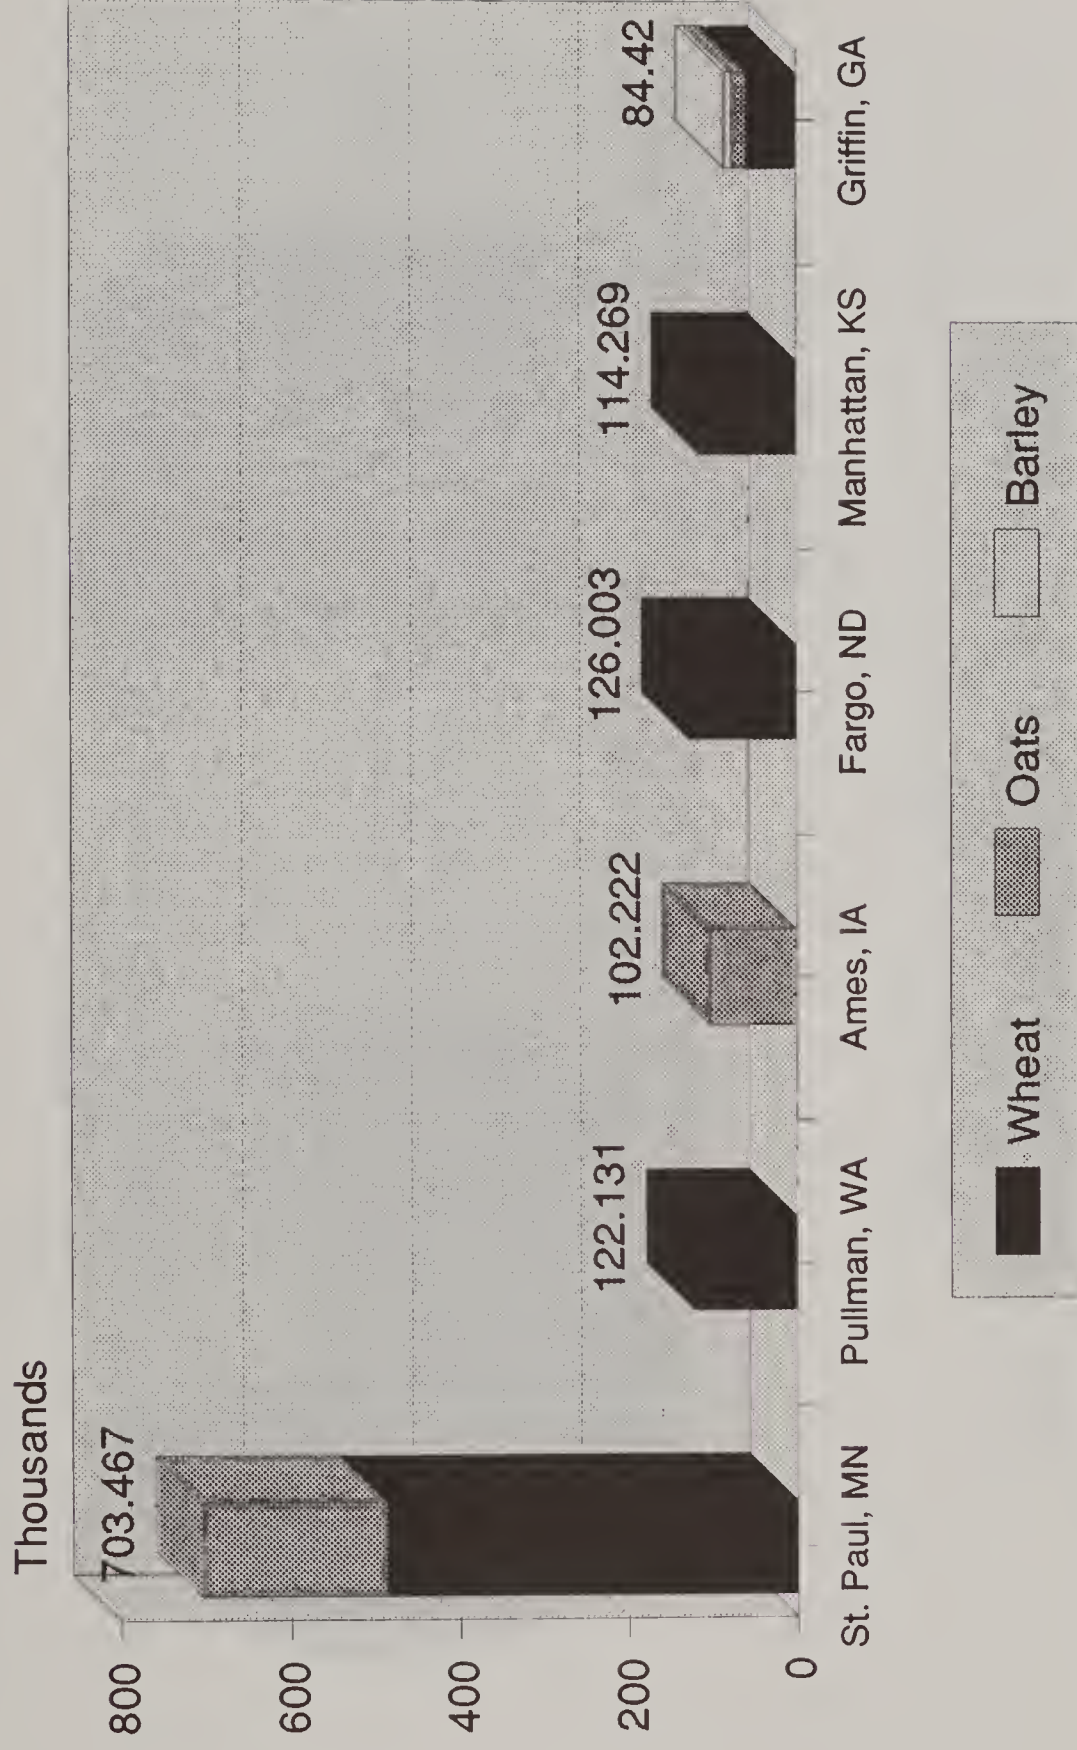 Thousands
800
600
400
200
0
703.467
122.131
102.222
126.003
114.269
84.42
St. Paul, MN
Pullman, WA
Ames, IA
Fargo, ND
Manhattan, KS
Griffin, GA
Wheat
Oats
Barley